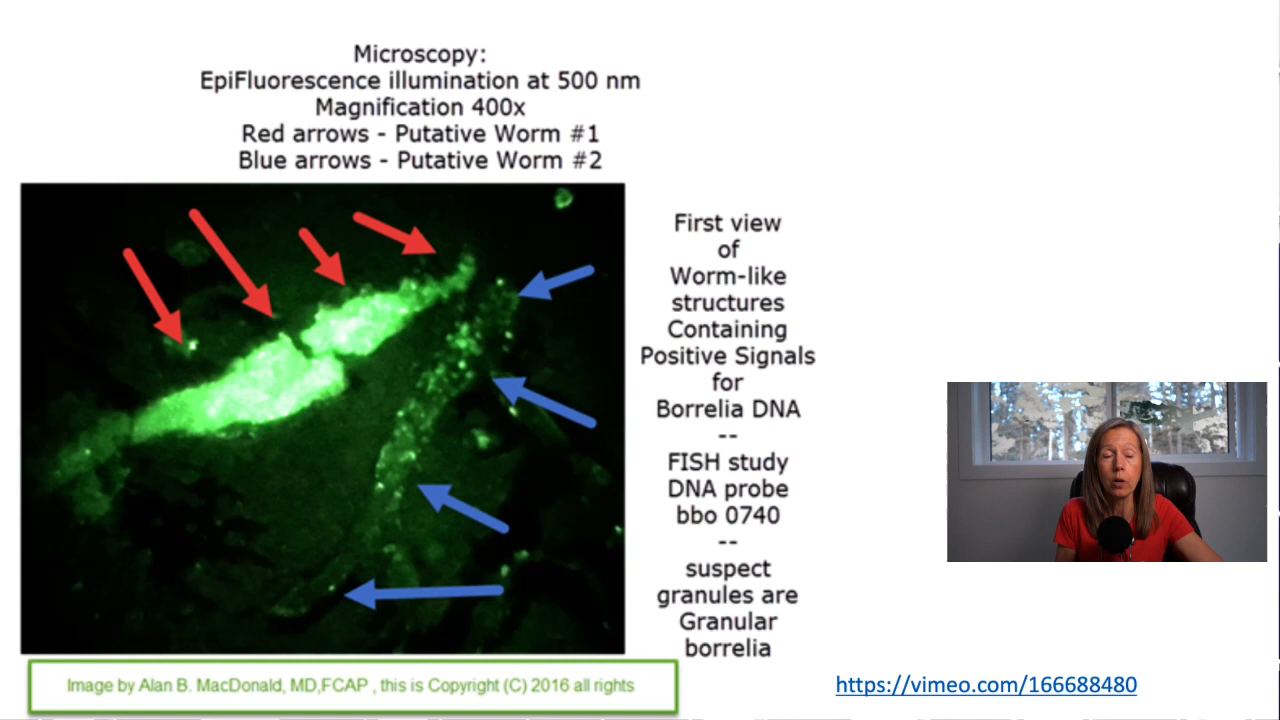 Microscopy:
EpiFluorescence illumination at 500 nm
Magnification 400x
Red arrows - Putative Worm #1
Blue arrows - Putative Worm #2
First view
of
Worm-like
structures
Containing
Positive Signals
for
Borrelia DNA
--
FISH study
DNA probe
bbo 0740
--
suspect
granules are
Granular
borrelia
Image by Alan B. MacDonald, MD,FCAP , this is Copyright (C) 2016 all rights
https://vimeo.com/166688480